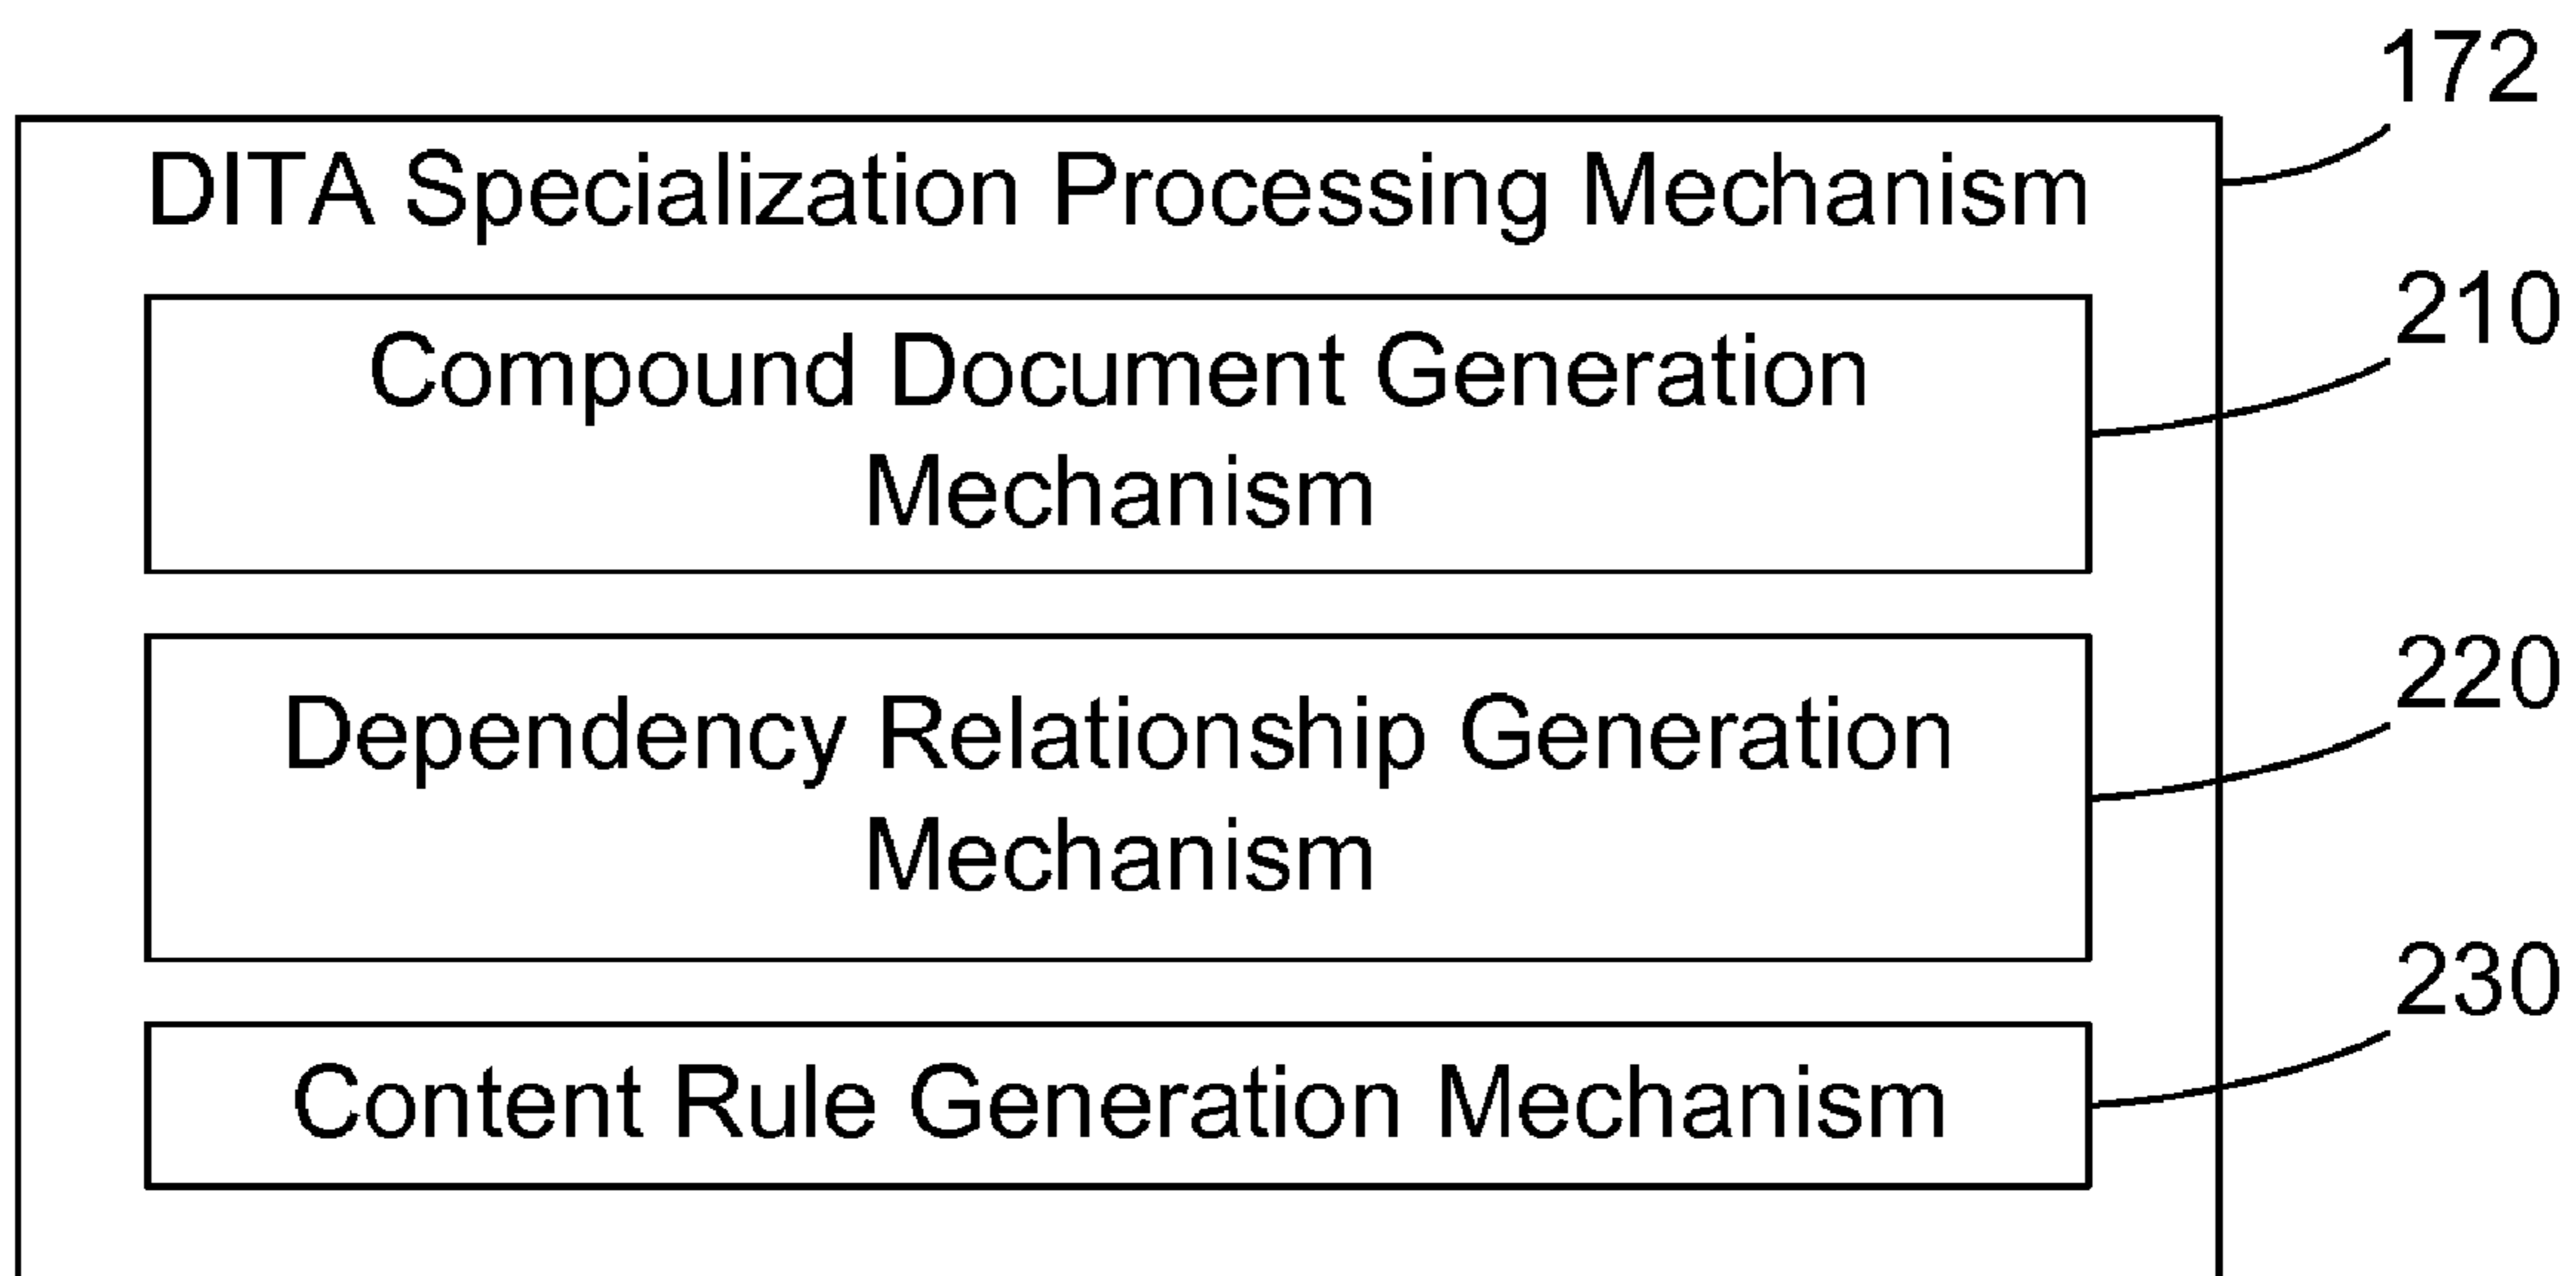 172
DITA Specialization Processing Mechanism
210
Compound Document Generation
Mechanism
220
Dependency Relationship Generation
Mechanism
230
Content Rule Generation Mechanism